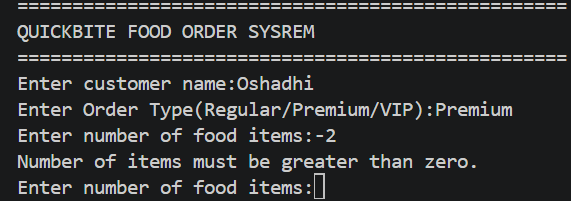 ==================================================
QUICKBITE FOOD ORDER SYSREM
==================================================
Enter customer name:Oshadhi
Enter Order Type(Regular/Premium/VIP):Premium
Enter number of food items:-2
Number of items must be greater than zero.
Enter number of food items: